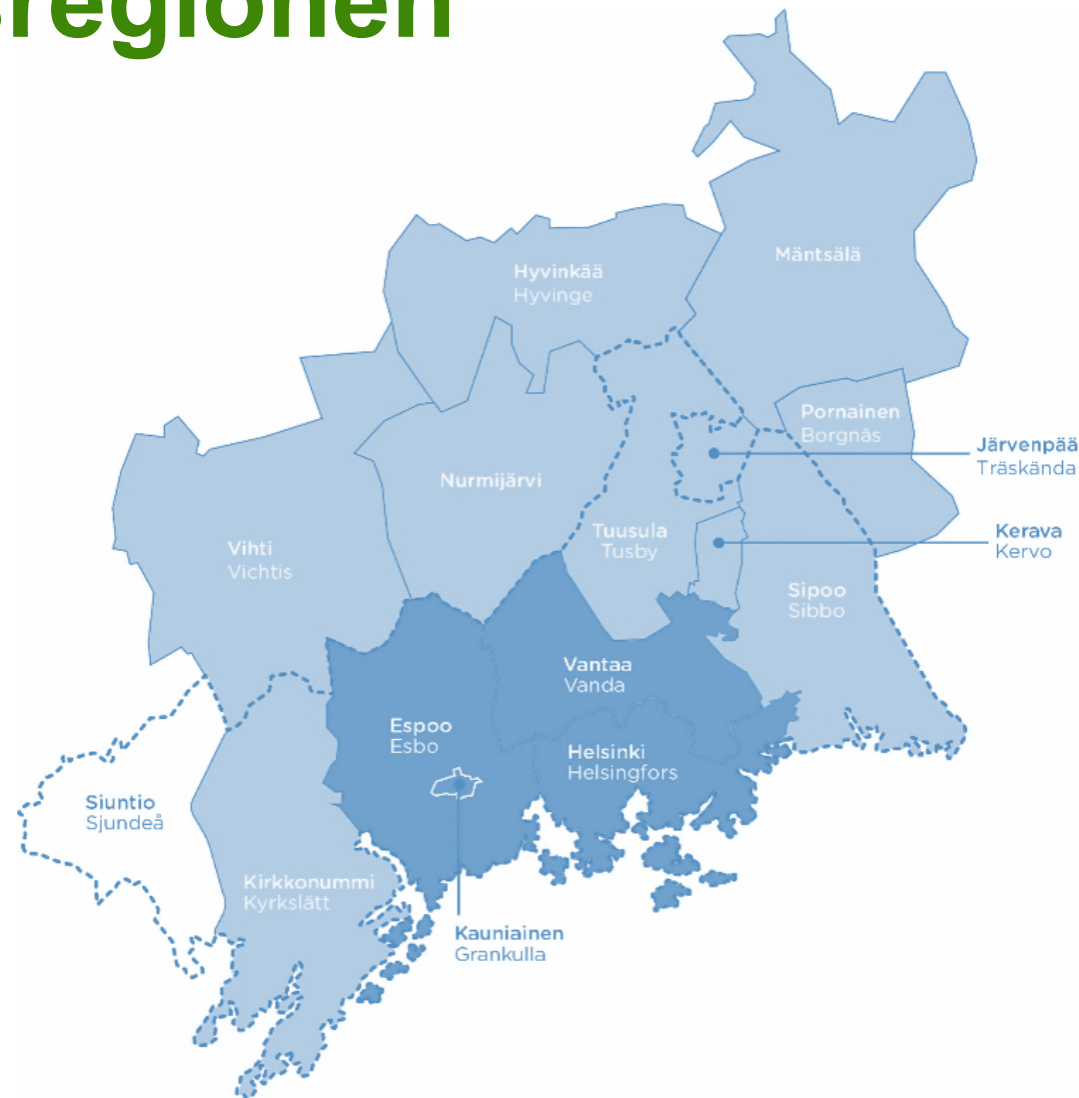 sregionen
Mäntsälä
Hyvinkää
Hyvinge
Pornainen
Borgnäs
Järvenpää
Träskända
Nurmijärvi
Tuusula
Tusby
Kerava
Kervo
Vihti
Vichtis
Sipoo
Sibbo
Vantaa
Vanda
Espoo
Esbo
Helsinki
Helsingfors
Siuntio
Sjundeå
Kirkkonummi
Kyrkslätt
Kauniainen
Grankulla